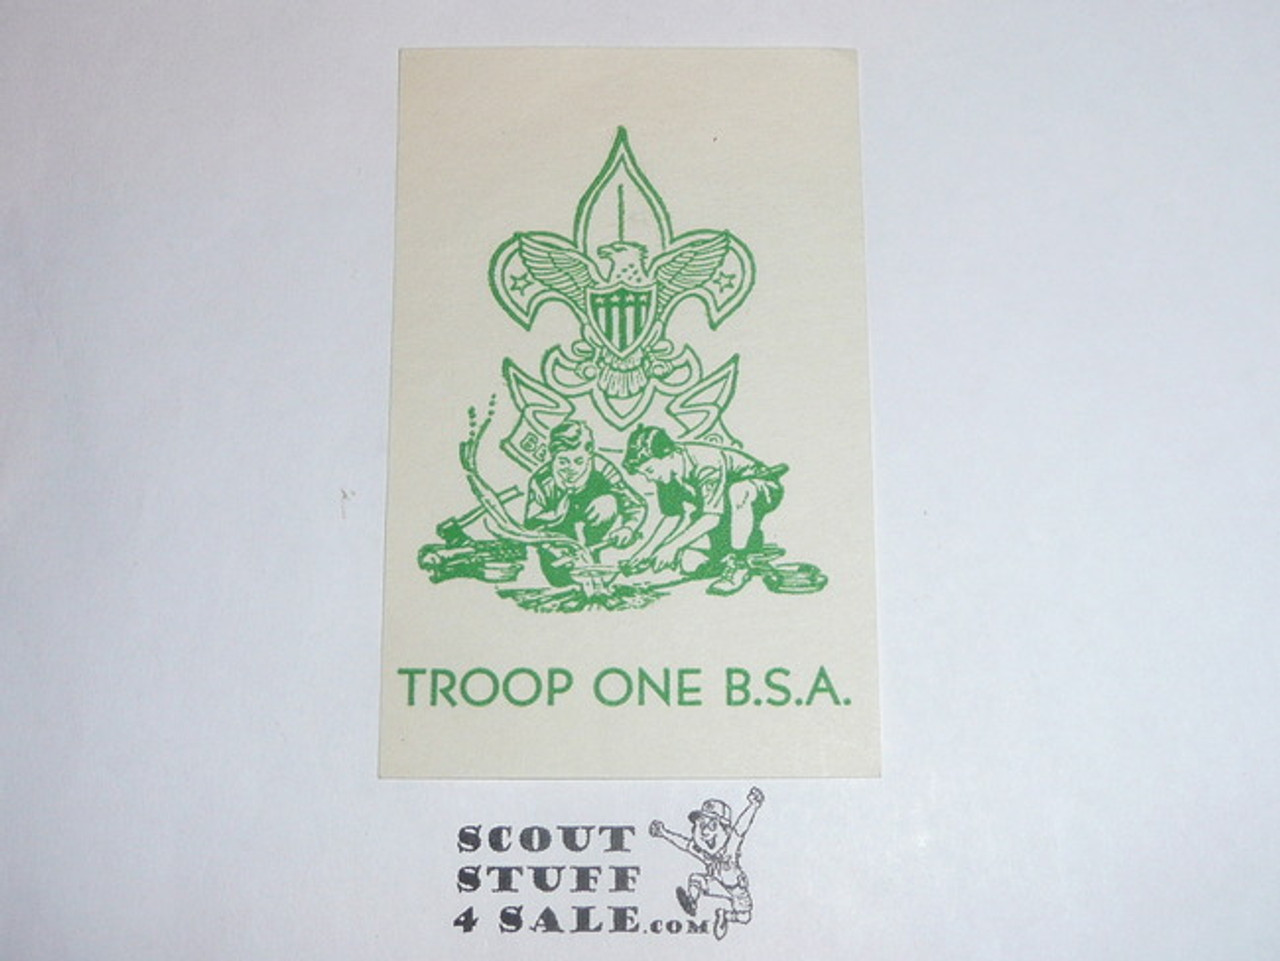 TROOP ONE B.S.A.
SCOUT
STUFF
4 SALE.COM